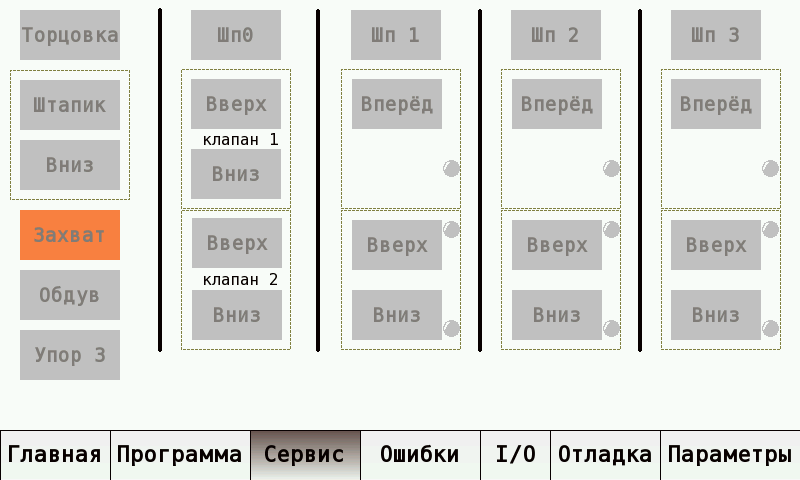 Торцовка
Штапик
Вниз
Захват
Обдув
Упор 3
Шп0
Вверх
клапан 1
Вниз
Вверх
клапан 2
Вниз
Шп 1
Вперёд
Вверх
Вниз
Шп 2
Вперёд
Вверх
Вниз
Шп 3
Вперёд
Вверх
Вниз
Главная Программа Сервис Ошибки I/O Отладка Параметры